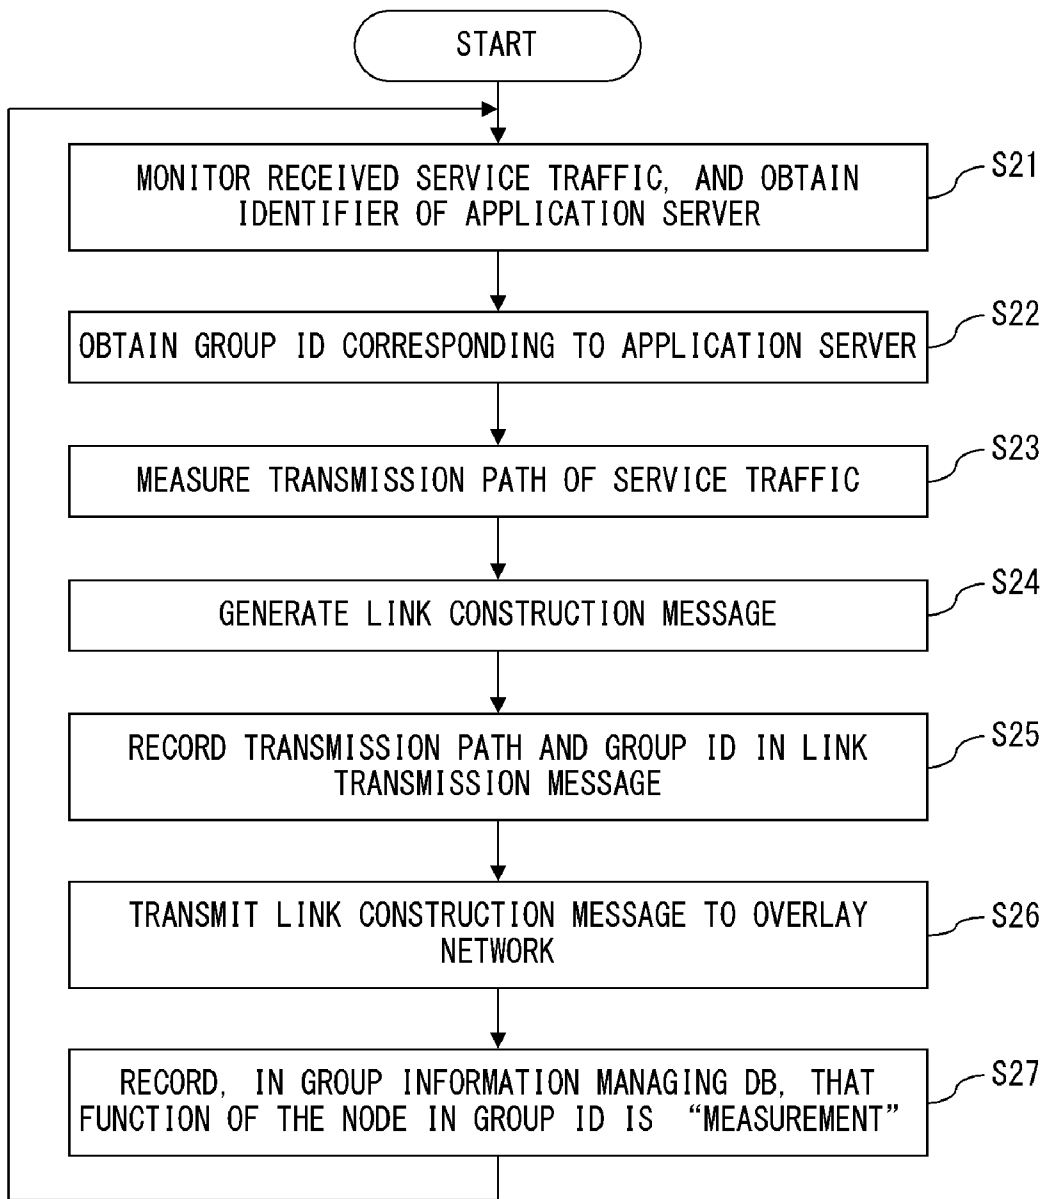 START
MONITOR RECEIVED SERVICE TRAFFIC, AND OBTAIN
IDENTIFIER OF APPLICATION SERVER
S21
OBTAIN GROUP ID CORRESPONDING TO APPLICATION SERVER
S22
MEASURE TRANSMISSION PATH OF SERVICE TRAFFIC
S23
GENERATE LINK CONSTRUCTION MESSAGE
S24
RECORD TRANSMISSION PATH AND GROUP ID IN LINK
TRANSMISSION MESSAGE
S25
TRANSMIT LINK CONSTRUCTION MESSAGE TO OVERLAY
NETWORK
S26
RECORD, IN GROUP INFORMATION MANAGING DB, THAT
FUNCTION OF THE NODE IN GROUP ID IS “MEASUREMENT”
S27